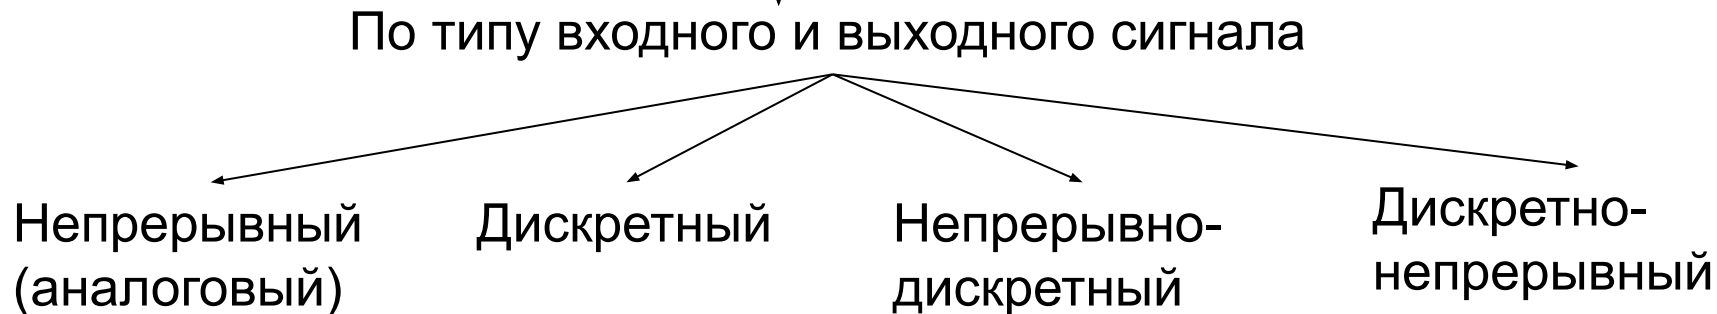 По типу входного и выходного сигнала
Непрерывный
(аналоговый)
Дискретный
Непрерывно-
дискретный
Дискретно-
непрерывный